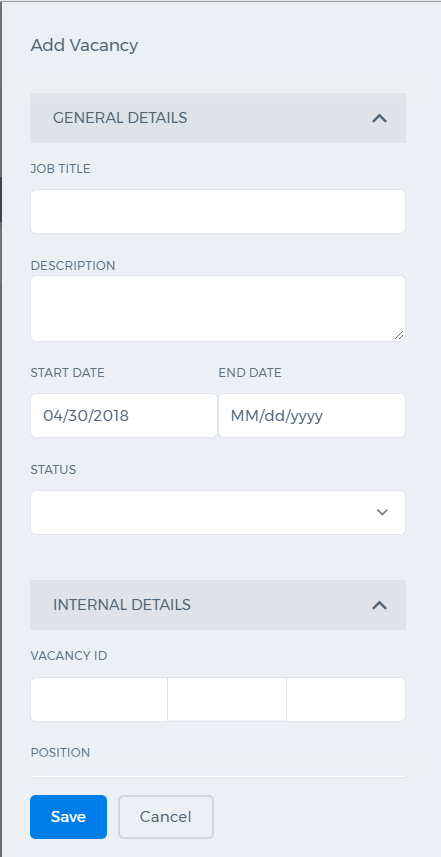 Add Vacancy
GENERAL DETAILS
JOB TITLE
DESCRIPTION
START DATE END DATE
04/30/2018 MM/dd/yyyy
STATUS
INTERNAL DETAILS
VACANCY ID
POSITION
Save Cancel